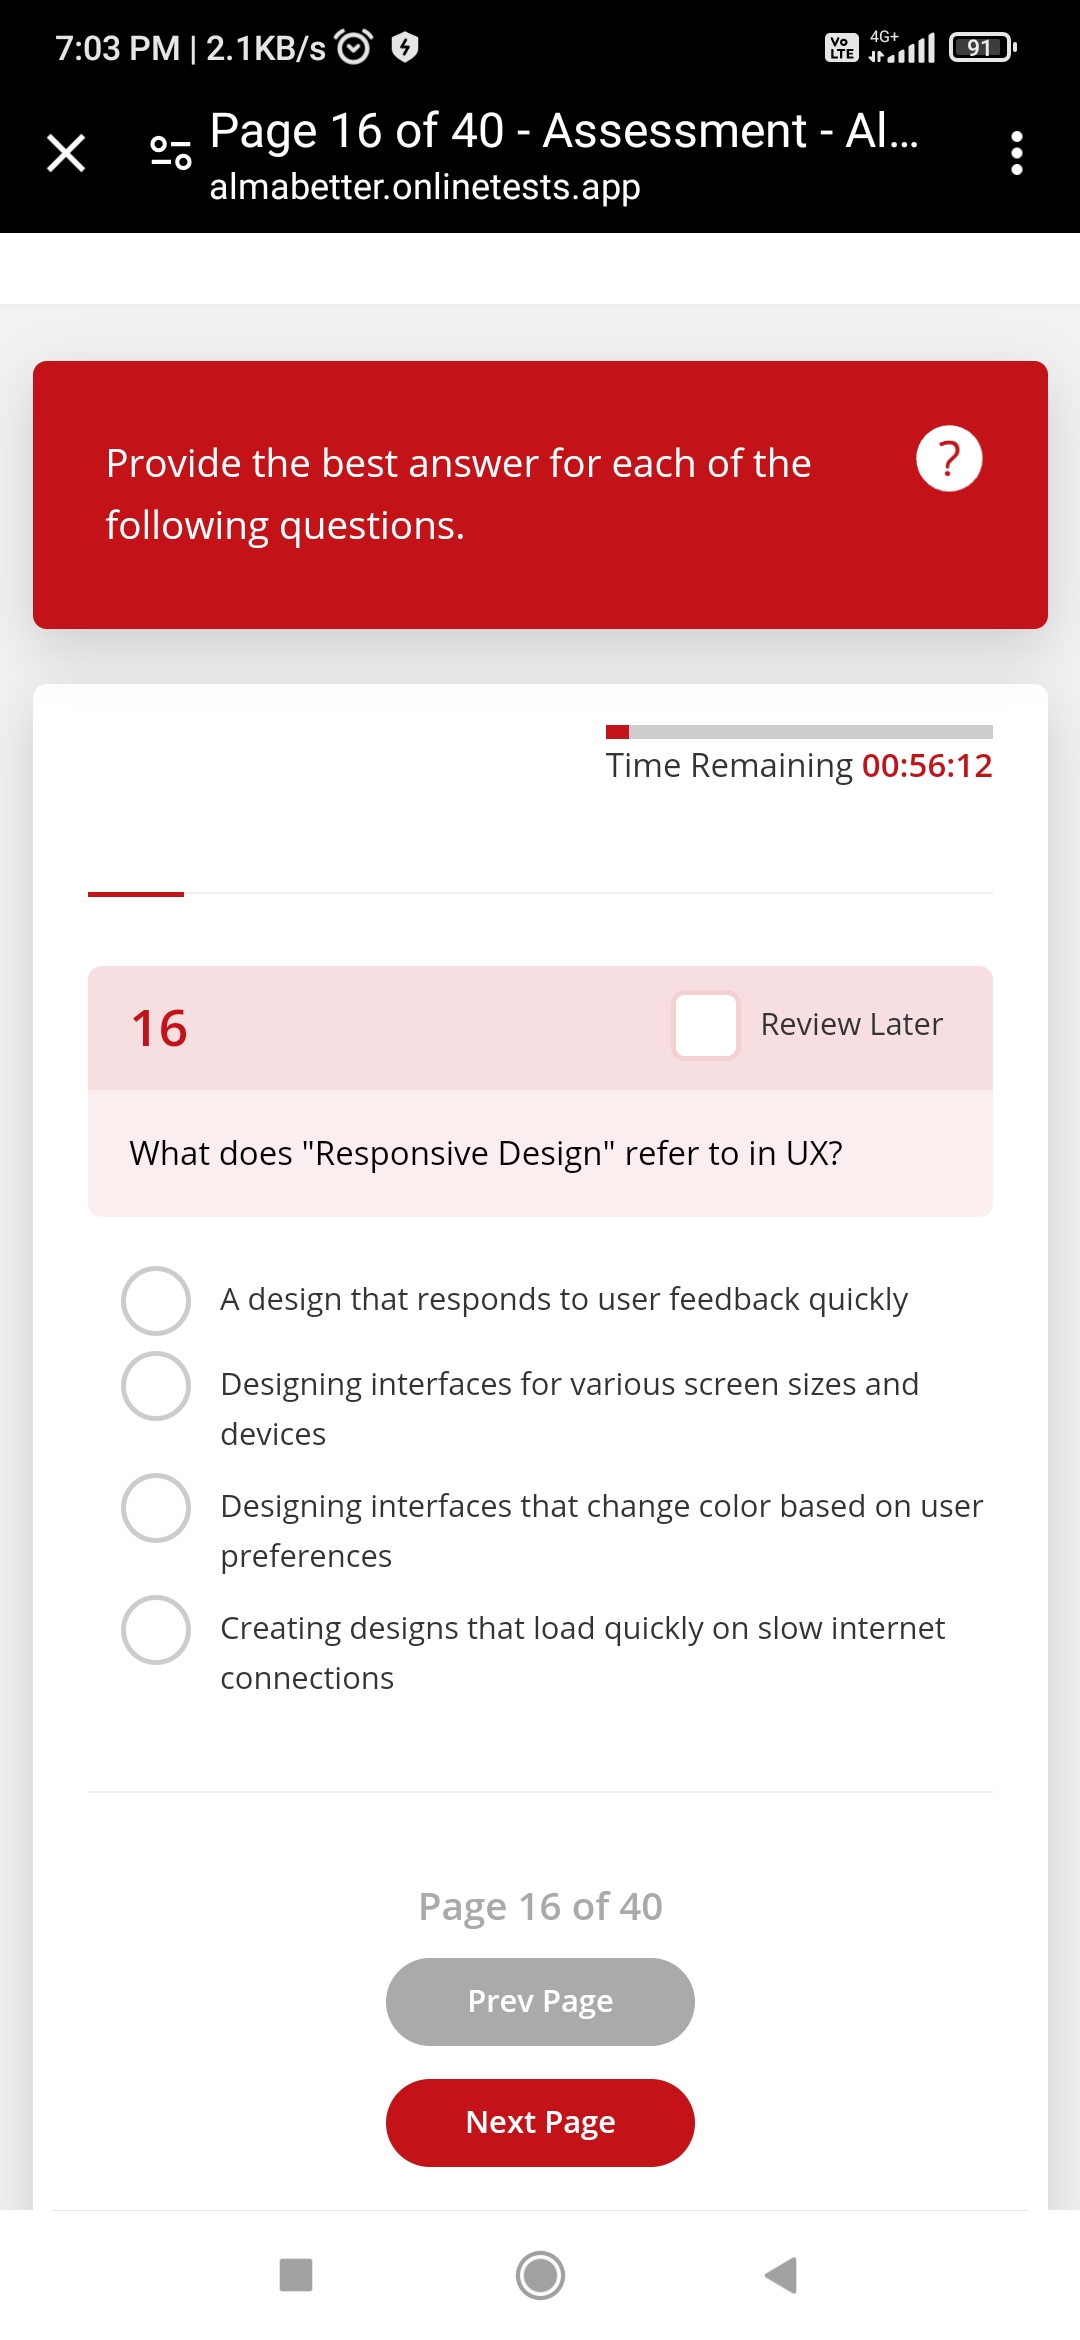 7:03 PM | 2.1KB/s
Vo LTE 4G+ 91
Page 16 of 40 - Assessment - Al...
almabetter.onlinetests.app
Provide the best answer for each of the
following questions.
?
Time Remaining 00:56:12
16
Review Later
What does "Responsive Design" refer to in UX?
A design that responds to user feedback quickly
Designing interfaces for various screen sizes and
devices
Designing interfaces that change color based on user
preferences
Creating designs that load quickly on slow internet
connections
Page 16 of 40
Prev Page
Next Page